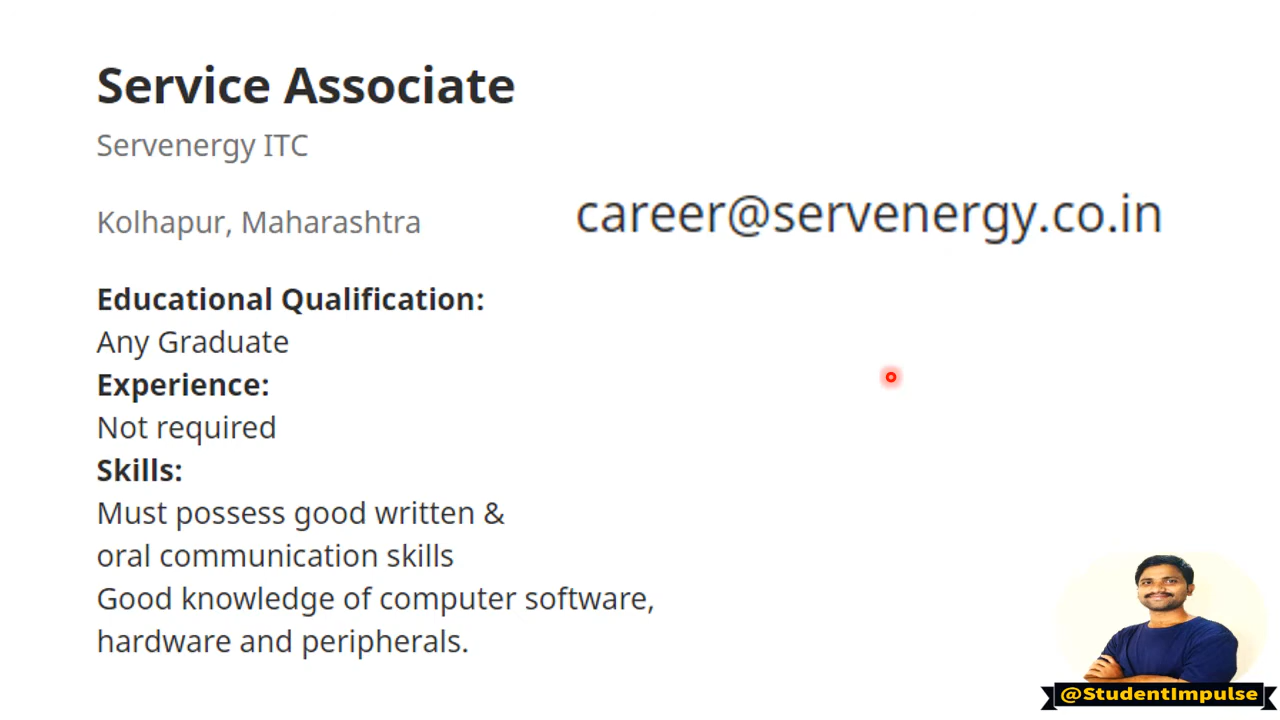 Service Associate
Servenergy ITC
Kolhapur, Maharashtra
career@servenergy.co.in
Educational Qualification:
Any Graduate
Experience:
Not required
Skills:
Must possess good written &
oral communication skills
Good knowledge of computer software,
hardware and peripherals.
@StudentImpulse